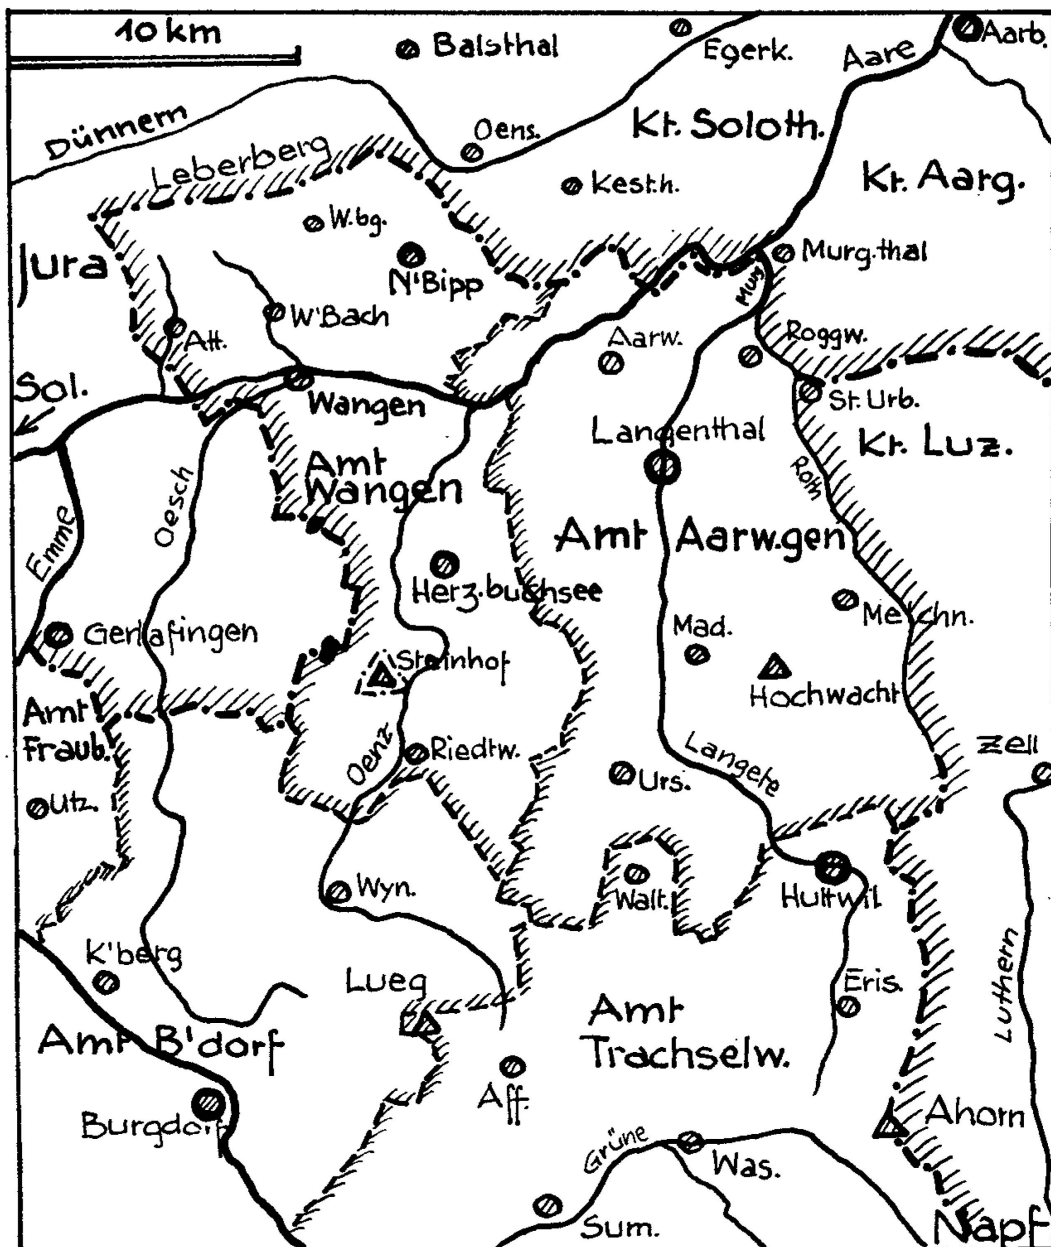 10 km
Balsthal
Egerk.
Aare
Aarb.
Dünnern
Oens.
Kt. Soloth.
Leberberg
Kest.h.
Kt. Aarg.
W.bg.
Jura
N'Bipp
Murg.thal
Murg
W'Bach
Att.
Aarw.
Roggw.
Sol.
Wangen
St. Urb.
Langenthal
Kt. Luz.
Amt
Wangen
Roth
Oesch
Emme
Amt Aarw.gen
Herz.buchsee
Melchn.
Gerlafingen
Mad.
Steinhof
Hochwacht
Amt
Fraub.
Oenz
Riedtw.
Langete
Zell
Utz.
Urs.
Wyn.
Walt.
Huttwil
K'berg
Lueg
Eris.
Luthern
Amt B'dorf
Amt
Trachselw.
Aff.
Burgdorf
Ahorn
Grüne
Was.
Sum.
Napf